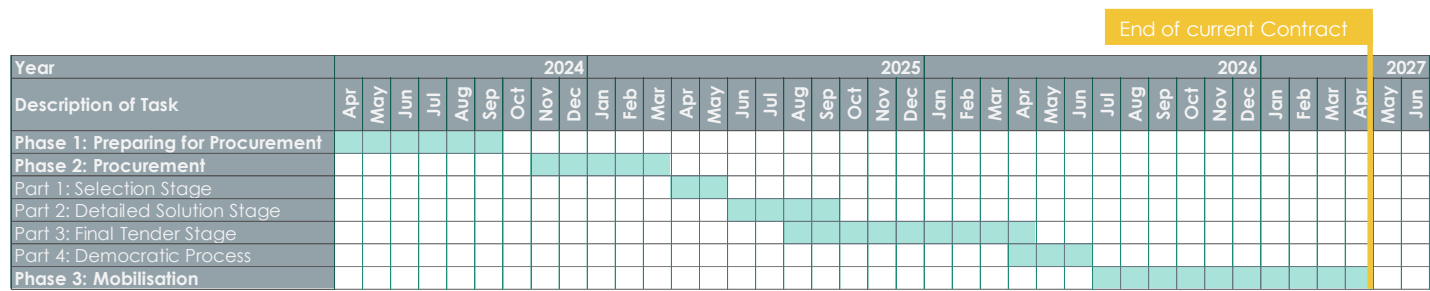 End of current Contract
Year 2024 2025 2026 2027
Description of Task Apr May Jun Jul Aug Sep Oct Nov Dec Jan Feb Mar Apr May Jun Jul Aug Sep Oct Nov Dec Jan Feb Mar Apr May Jun Jul Aug Sep Oct Nov Dec Jan Feb Mar Apr May Jun
Phase 1: Preparing for Procurement
Phase 2: Procurement
Part 1: Selection Stage
Part 2: Detailed Solution Stage
Part 3: Final Tender Stage
Part 4: Democratic Process
Phase 3: Mobilisation